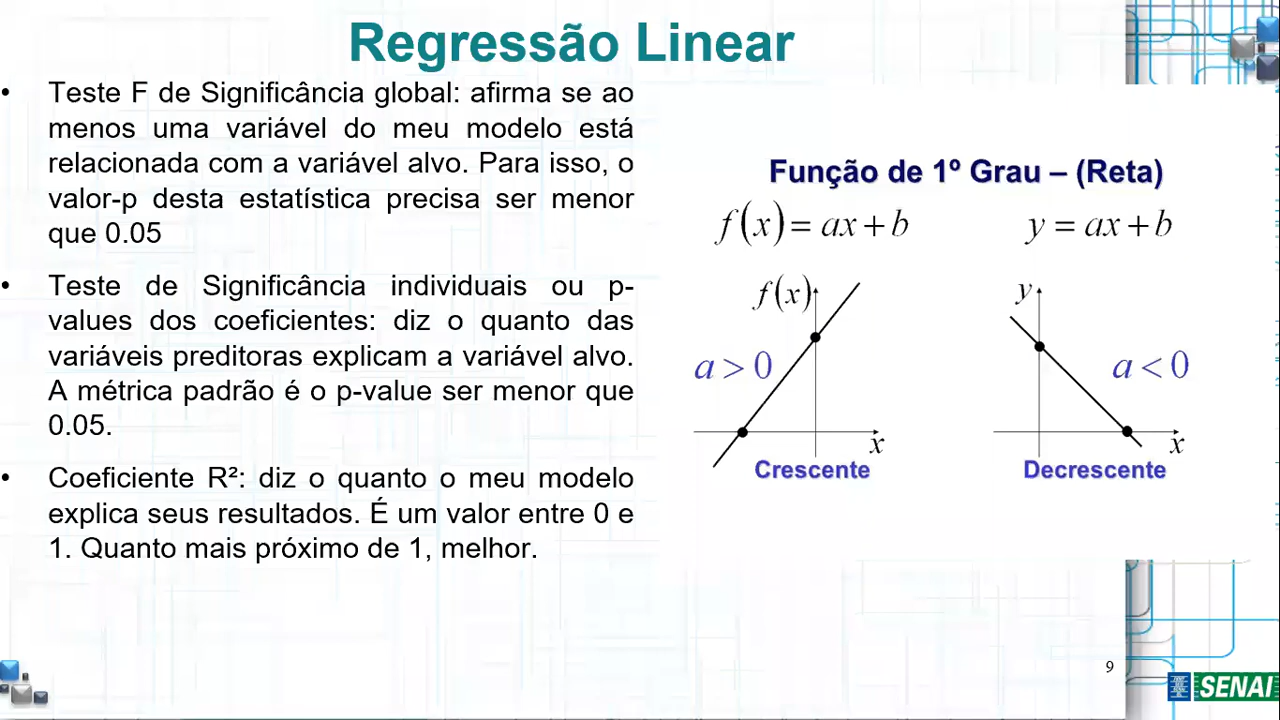 Regressão Linear
• Teste F de Significância global: afirma se ao
menos uma variável do meu modelo está
relacionada com a variável alvo. Para isso, o
valor-p desta estatística precisa ser menor
que 0.05
• Teste de Significância individuais ou p-
values dos coeficientes: diz o quanto das
variáveis preditoras explicam a variável alvo.
A métrica padrão é o p-value ser menor que
0.05.
• Coeficiente R²: diz o quanto o meu modelo
explica seus resultados. É um valor entre 0 e
1. Quanto mais próximo de 1, melhor.
Função de 1º Grau – (Reta)
f(x) = ax + b
y = ax + b
f(x)
a > 0
x
Crescente
y
a < 0
x
Decrescente
9
SENAI